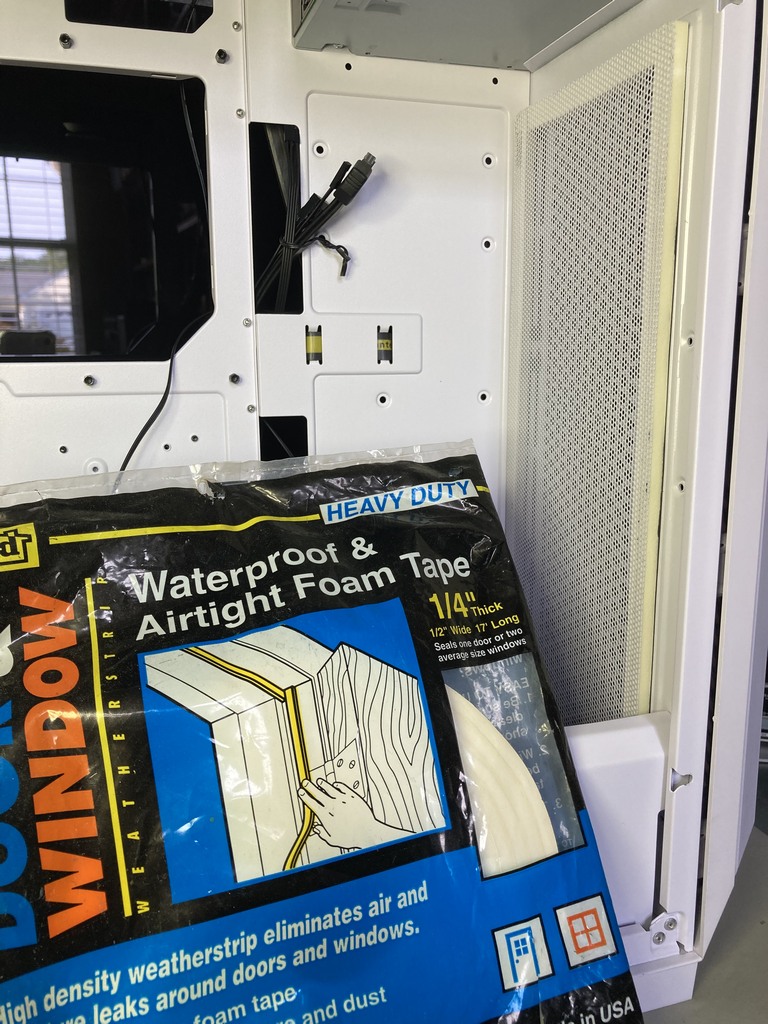 HEAVY DUTY
Waterproof &
Airtight Foam Tape
1/4" Thick
1/2" Wide 17' Long
Seals one door or two
average size windows
WINDOW
WEATHERSTRIP
High density weatherstrip eliminates air and
leaks around doors and windows.
foam tape
and dust
in USA